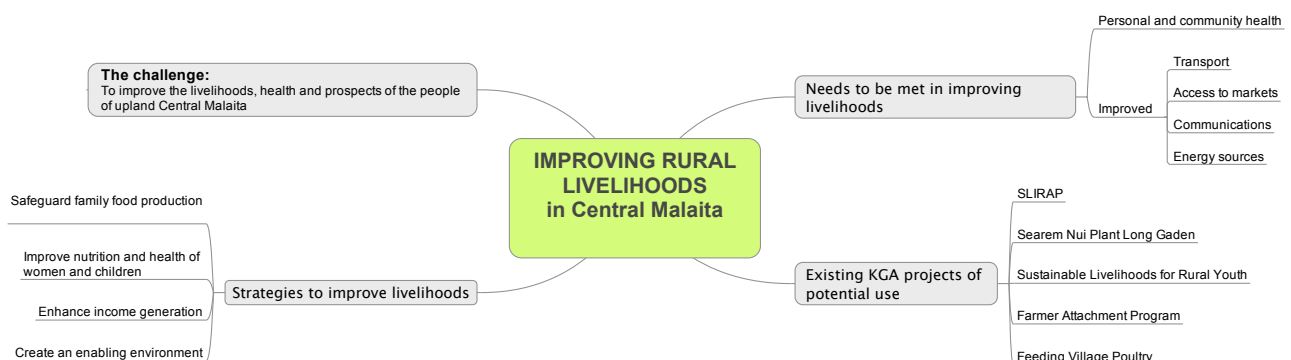 The challenge:
To improve the livelihoods, health and prospects of the people
of upland Central Malaita
Needs to be met in improving
livelihoods
Personal and community health
Improved
Transport
Access to markets
Communications
Energy sources
IMPROVING RURAL
LIVELIHOODS
in Central Malaita
Safeguard family food production
Improve nutrition and health of
women and children
Enhance income generation
Create an enabling environment
Strategies to improve livelihoods
Existing KGA projects of
potential use
SLIRAP
Searem Nui Plant Long Gaden
Sustainable Livelihoods for Rural Youth
Farmer Attachment Program
Feeding Village Poultry